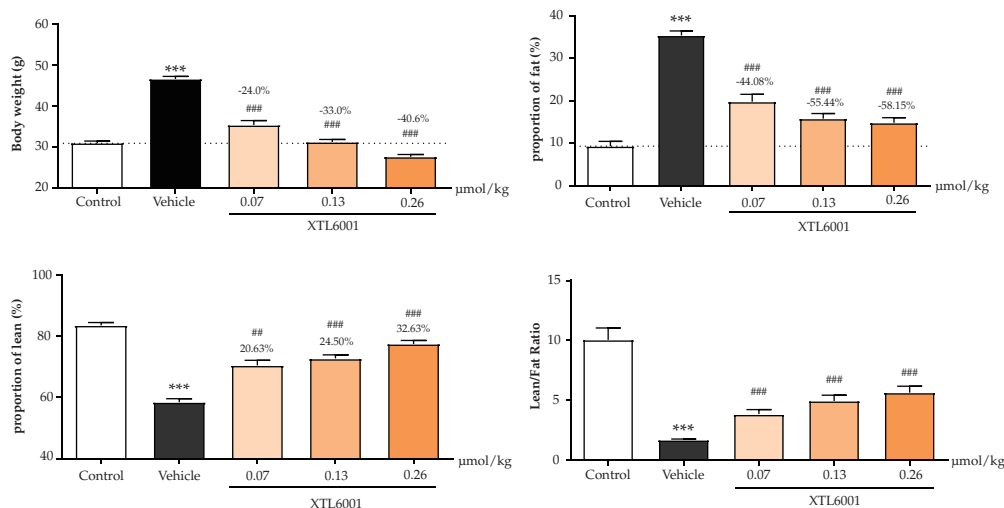 Body weight (g)
60
50
40
30
20
***
-24.0%
###
-33.0%
###
-40.6%
###
Control
Vehicle
0.07
0.13
0.26
μmol/kg
XTL6001
proportion of fat (%)
40
30
20
10
0
***
###
-44.08%
###
-55.44%
###
-58.15%
Control
Vehicle
0.07
0.13
0.26
μmol/kg
XTL6001
proportion of lean (%)
100
80
60
40
***
##
20.63%
###
24.50%
###
32.63%
Control
Vehicle
0.07
0.13
0.26
μmol/kg
XTL6001
Lean/Fat Ratio
15
10
5
0
***
###
###
###
Control
Vehicle
0.07
0.13
0.26
μmol/kg
XTL6001